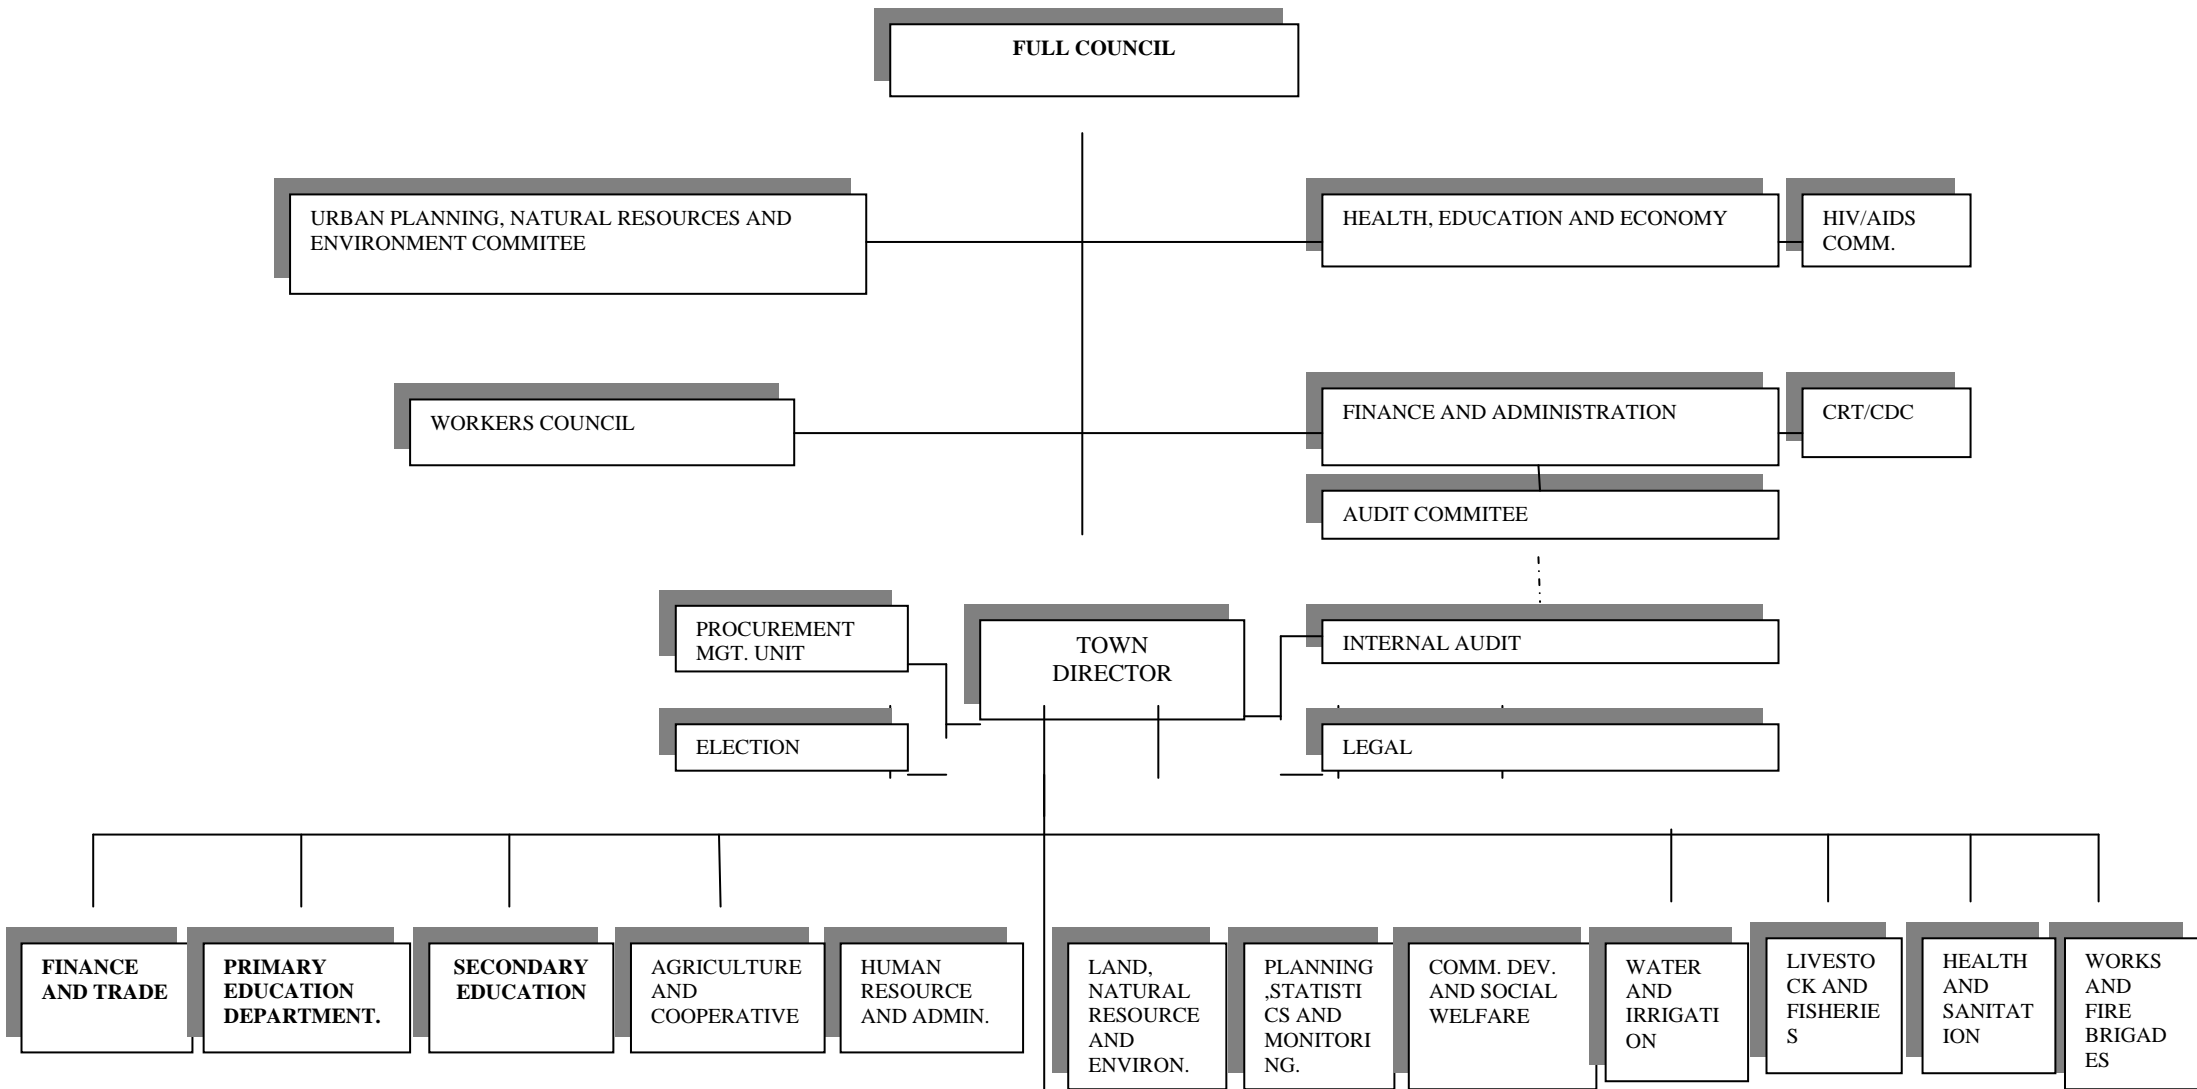 FULL COUNCIL
URBAN PLANNING, NATURAL RESOURCES AND
ENVIRONMENT COMMITEE
HEALTH, EDUCATION AND ECONOMY
HIV/AIDS
COMM.
WORKERS COUNCIL
FINANCE AND ADMINISTRATION
CRT/CDC
AUDIT COMMITEE
PROCUREMENT
MGT. UNIT
TOWN
DIRECTOR
INTERNAL AUDIT
ELECTION
LEGAL
FINANCE
AND TRADE
PRIMARY
EDUCATION
DEPARTMENT.
SECONDARY
EDUCATION
AGRICULTURE
AND
COOPERATIVE
HUMAN
RESOURCE
AND ADMIN.
LAND,
NATURAL
RESOURCE
AND
ENVIRON.
PLANNING
,STATISTI
CS AND
MONITORI
NG.
COMM. DEV.
AND SOCIAL
WELFARE
WATER
AND
IRRIGATI
ON
LIVESTO
CK AND
FISHERIE
S
HEALTH
AND
SANITAT
ION
WORKS
AND
FIRE
BRIGAD
ES